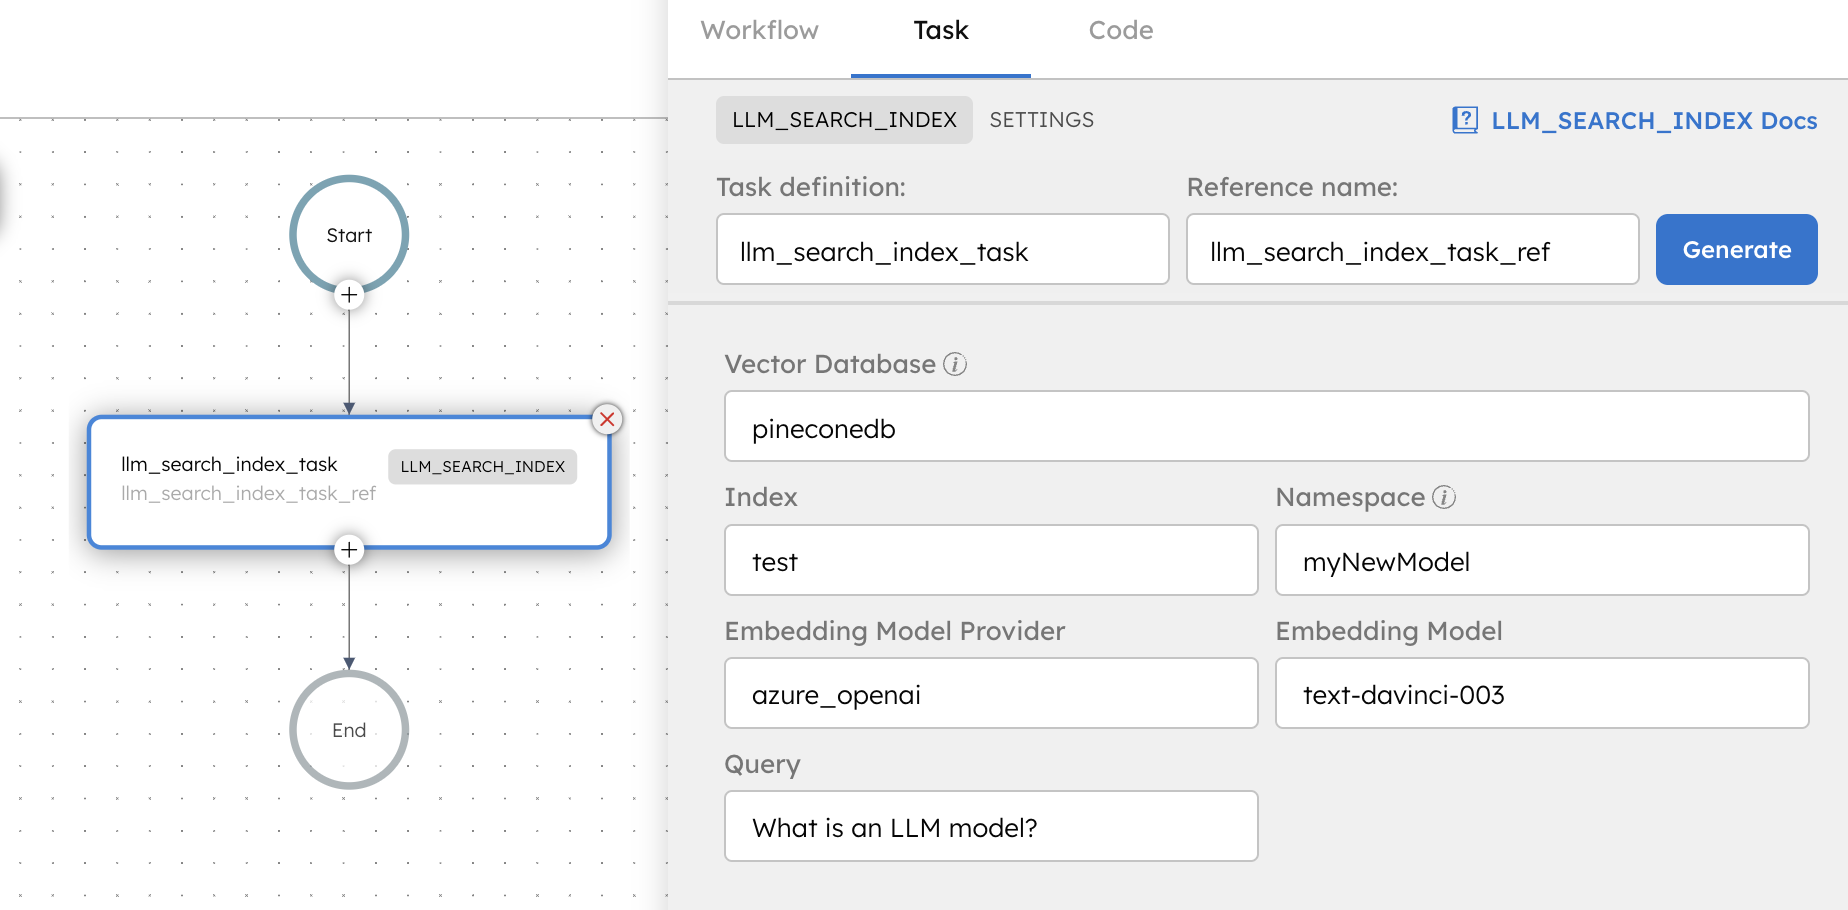 Workflow Task Code
LLM_SEARCH_INDEX SETTINGS LLM_SEARCH_INDEX Docs
Task definition: Reference name:
llm_search_index_task llm_search_index_task_ref Generate
Vector Database
pineconedb
Index Namespace
test myNewModel
Embedding Model Provider Embedding Model
azure_openai text-davinci-003
Query
What is an LLM model?
Start
llm_search_index_task LLM_SEARCH_INDEX
llm_search_index_task_ref
End